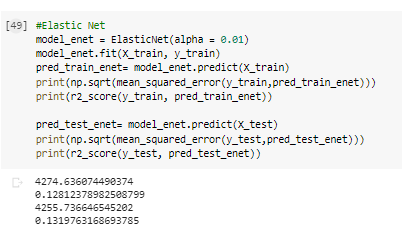 [49] #Elastic Net
model_enet = ElasticNet(alpha = 0.01)
model_enet.fit(X_train, y_train)
pred_train_enet= model_enet.predict(X_train)
print(np.sqrt(mean_squared_error(y_train,pred_train_enet)))
print(r2_score(y_train, pred_train_enet))
pred_test_enet= model_enet.predict(X_test)
print(np.sqrt(mean_squared_error(y_test,pred_test_enet)))
print(r2_score(y_test, pred_test_enet))
4274.636074490374
0.12812378982508799
4255.736646545202
0.1319763168693785